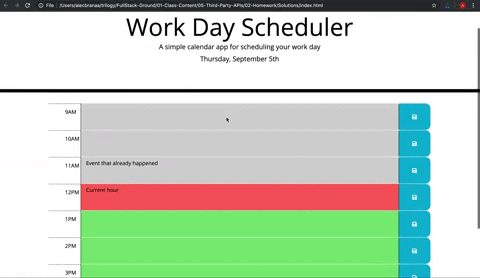 File | /Users/alecbranaa/trilogy/FullStack-Ground/01-Class-Content/05-Third-Party-APIs/02-Homework/Solutions/index.html
Work Day Scheduler
A simple calendar app for scheduling your work day
Thursday, September 5th
9AM
10AM
11AM Event that already happened
12PM Current hour
1PM
2PM
3PM